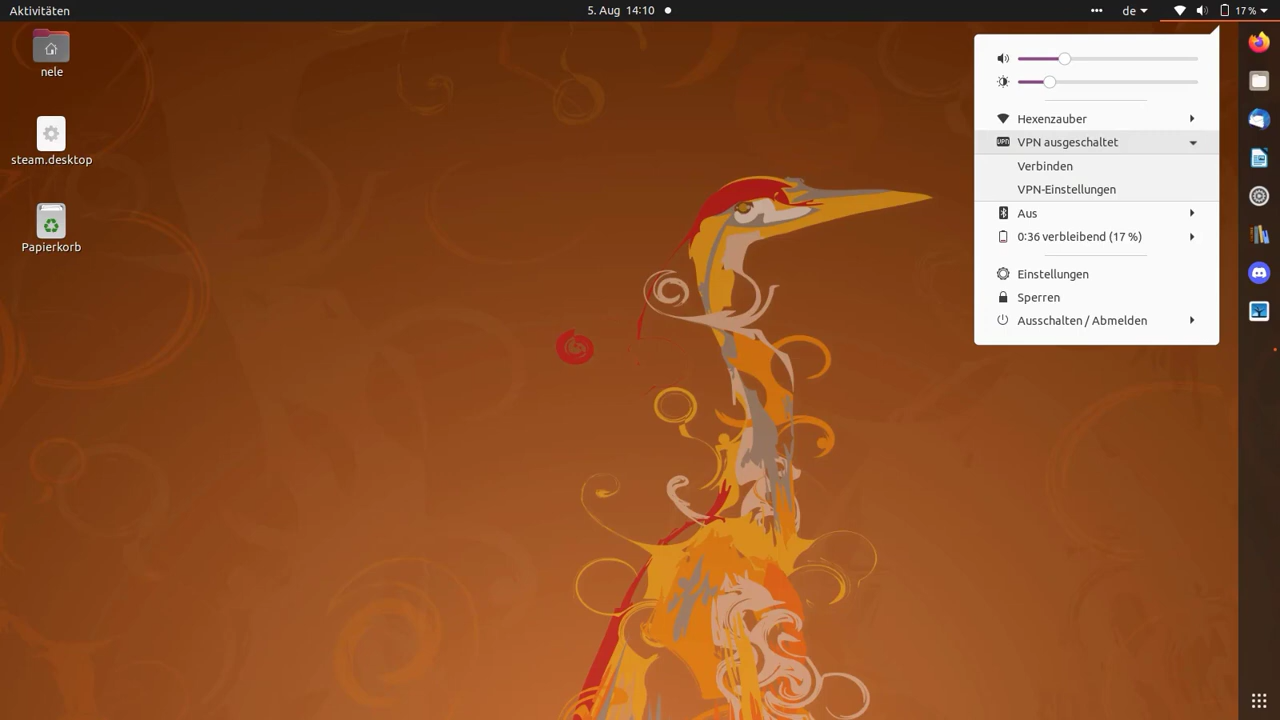 Aktivitäten
5. Aug 14:10
de
17 %
nele
steam.desktop
Papierkorb
Hexenzauber
VPN
VPN ausgeschaltet
Verbinden
VPN-Einstellungen
Aus
0:36 verbleibend (17 %)
Einstellungen
Sperren
Ausschalten / Abmelden